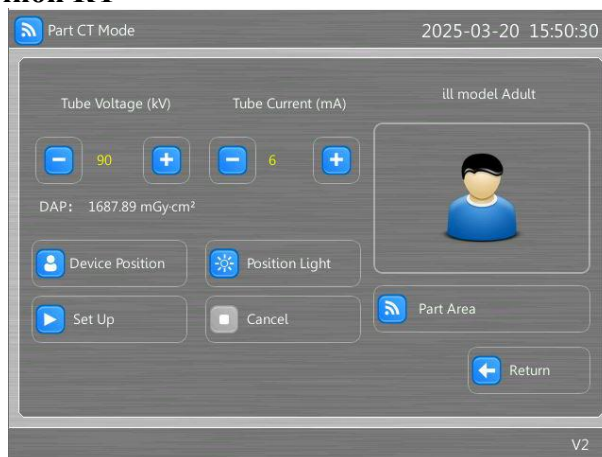 Part CT Mode 2025-03-20 15:50:30
Tube Voltage (kV) Tube Current (mA) ill model Adult
90 6
DAP: 1687.89 mGy·cm²
Device Position Position Light
Set Up Cancel Part Area
Return
V2